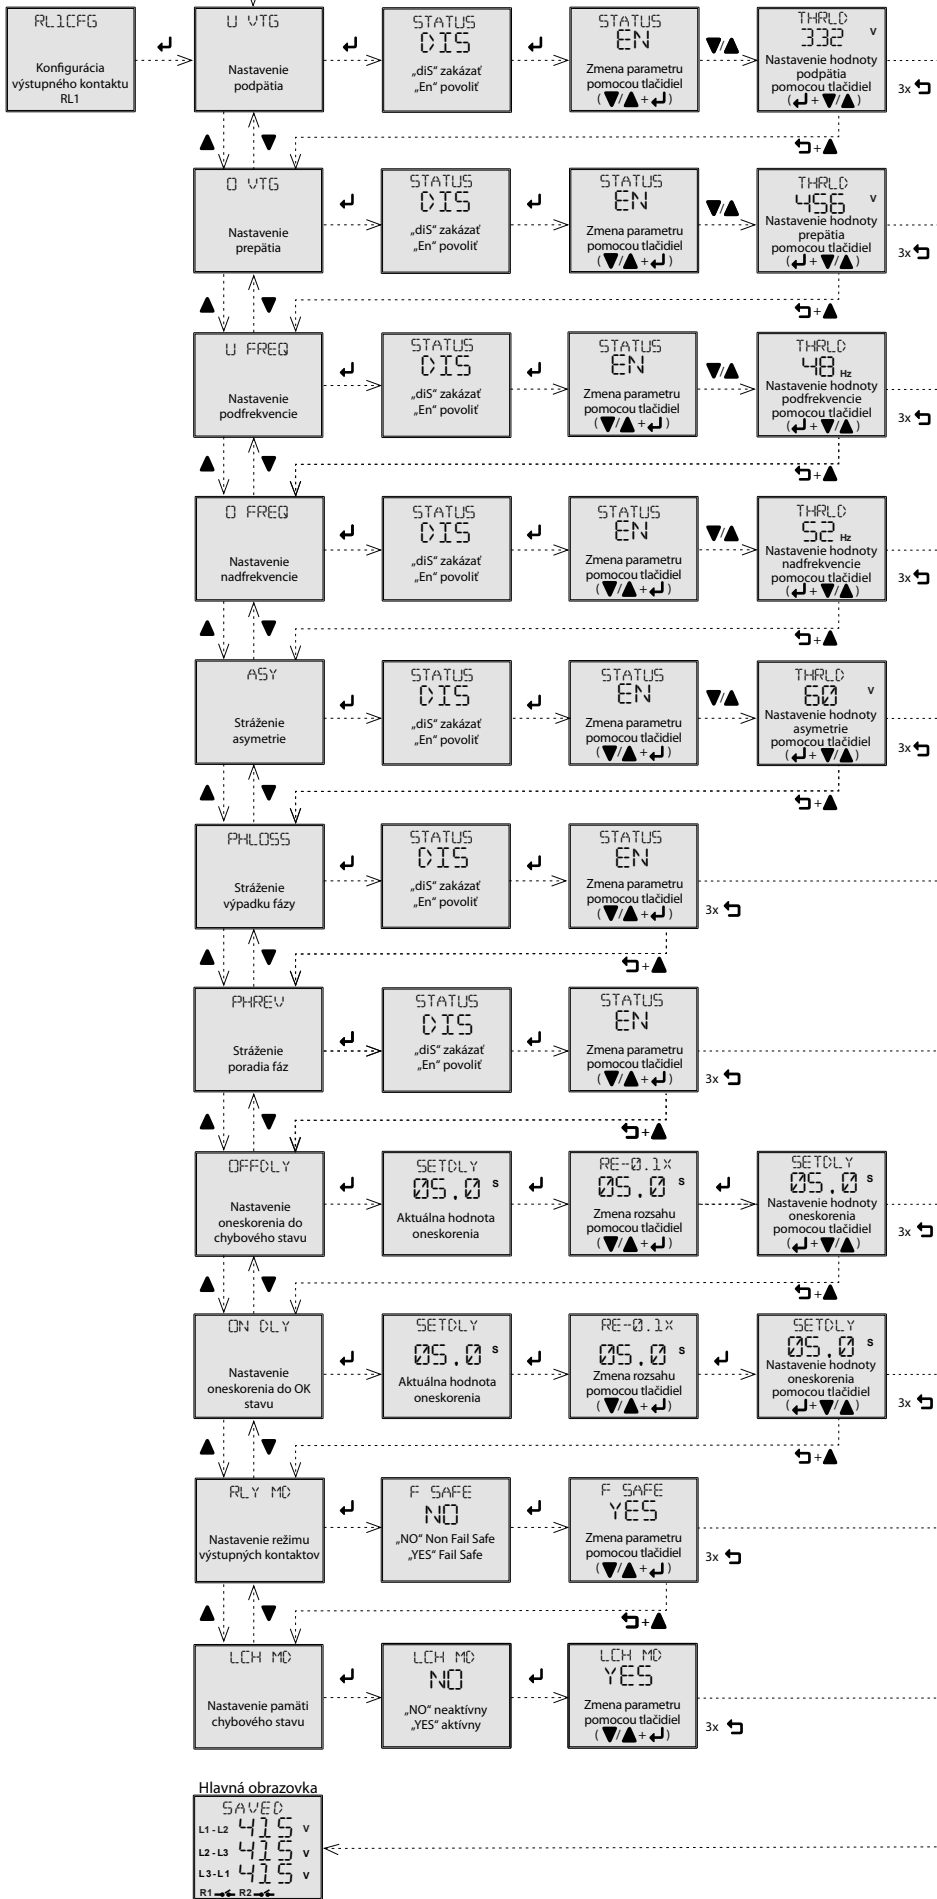 RL1CFG
Konfigurácia
výstupného kontaktu
RL1
U VTG
Nastavenie
podpätia
STATUS
DIS
„diS“ zakázať
„En“ povoliť
STATUS
EN
Zmena parametru
pomocou tlačidiel
(▼/▲+↵)
▼/▲
THRLD
332 V
Nastavenie hodnoty
podpätia
pomocou tlačidiel
(↵+▼/▲)
3x ⮌
⮌+▲
O VTG
Nastavenie
prepätia
STATUS
DIS
„diS“ zakázať
„En“ povoliť
STATUS
EN
Zmena parametru
pomocou tlačidiel
(▼/▲+↵)
▼/▲
THRLD
456 V
Nastavenie hodnoty
prepätia
pomocou tlačidiel
(↵+▼/▲)
3x ⮌
⮌+▲
U FREQ
Nastavenie
podfrekvencie
STATUS
DIS
„diS“ zakázať
„En“ povoliť
STATUS
EN
Zmena parametru
pomocou tlačidiel
(▼/▲+↵)
▼/▲
THRLD
48 Hz
Nastavenie hodnoty
podfrekvencie
pomocou tlačidiel
(↵+▼/▲)
3x ⮌
⮌+▲
O FREQ
Nastavenie
nadfrekvencie
STATUS
DIS
„diS“ zakázať
„En“ povoliť
STATUS
EN
Zmena parametru
pomocou tlačidiel
(▼/▲+↵)
▼/▲
THRLD
52 Hz
Nastavenie hodnoty
nadfrekvencie
pomocou tlačidiel
(↵+▼/▲)
3x ⮌
⮌+▲
ASY
Stráženie
asymetrie
STATUS
DIS
„diS“ zakázať
„En“ povoliť
STATUS
EN
Zmena parametru
pomocou tlačidiel
(▼/▲+↵)
▼/▲
THRLD
60 V
Nastavenie hodnoty
asymetrie
pomocou tlačidiel
(↵+▼/▲)
3x ⮌
⮌+▲
PHLOSS
Stráženie
výpadku fázy
STATUS
DIS
„diS“ zakázať
„En“ povoliť
STATUS
EN
Zmena parametru
pomocou tlačidiel
(▼/▲+↵)
3x ⮌
⮌+▲
PHREV
Stráženie
poradia fáz
STATUS
DIS
„diS“ zakázať
„En“ povoliť
STATUS
EN
Zmena parametru
pomocou tlačidiel
(▼/▲+↵)
3x ⮌
⮌+▲
OFFDLY
Nastavenie
oneskorenia do
chybového stavu
SETDLY
05.0 s
Aktuálna hodnota
oneskorenia
RE-0.1X
05.0 s
Zmena rozsahu
pomocou tlačidiel
(▼/▲+↵)
SETDLY
05.0 s
Nastavenie hodnoty
oneskorenia
pomocou tlačidiel
(↵+▼/▲)
3x ⮌
⮌+▲
ON DLY
Nastavenie
oneskorenia do OK
stavu
SETDLY
05.0 s
Aktuálna hodnota
oneskorenia
RE-0.1X
05.0 s
Zmena rozsahu
pomocou tlačidiel
(▼/▲+↵)
SETDLY
05.0 s
Nastavenie hodnoty
oneskorenia
pomocou tlačidiel
(↵+▼/▲)
3x ⮌
⮌+▲
RLY MD
Nastavenie režimu
výstupných kontaktov
F SAFE
NO
„NO“ Non Fail Safe
„YES“ Fail Safe
F SAFE
YES
Zmena parametru
pomocou tlačidiel
(▼/▲+↵)
3x ⮌
⮌+▲
LCH MD
Nastavenie pamäti
chybového stavu
LCH MD
NO
„NO“ neaktívny
„YES“ aktívny
LCH MD
YES
Zmena parametru
pomocou tlačidiel
(▼/▲+↵)
3x ⮌
Hlavná obrazovka
SAVED
L1-L2 415 V
L2-L3 415 V
L3-L1 415 V
R1 R2